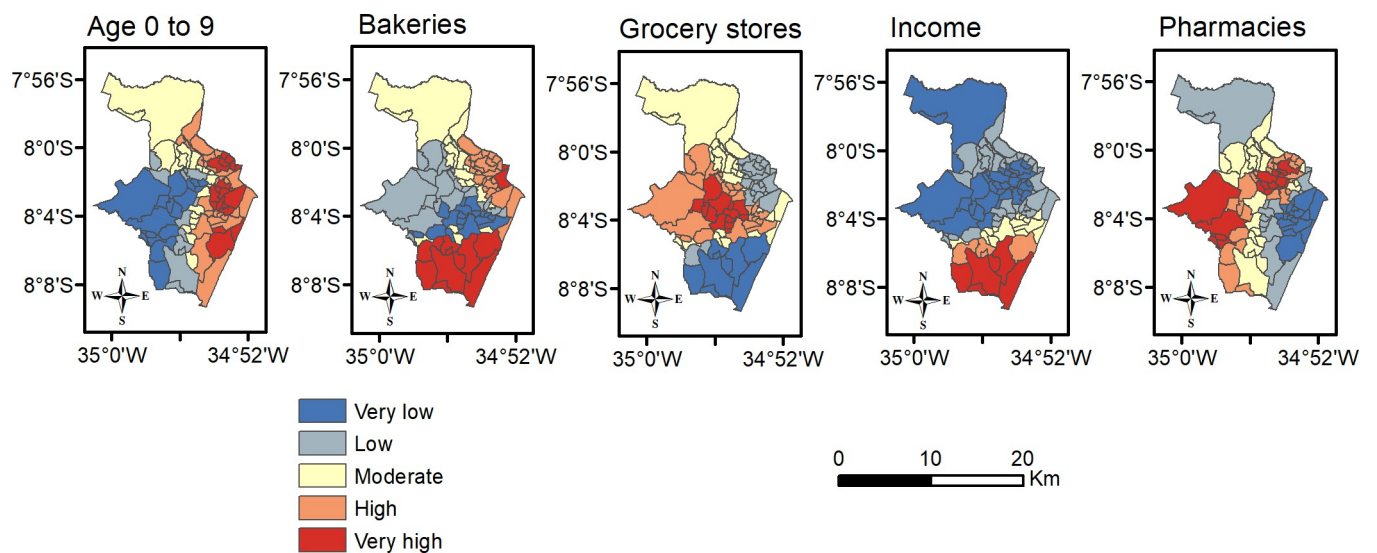 Age 0 to 9
7°56'S
8°0'S
8°4'S
8°8'S
N
W E
S
35°0'W 34°52'W
Bakeries
7°56'S
8°0'S
8°4'S
8°8'S
N
W E
S
35°0'W 34°52'W
Grocery stores
7°56'S
8°0'S
8°4'S
8°8'S
N
W E
S
35°0'W 34°52'W
Income
7°56'S
8°0'S
8°4'S
8°8'S
N
W E
S
35°0'W 34°52'W
Pharmacies
7°56'S
8°0'S
8°4'S
8°8'S
N
W E
S
35°0'W 34°52'W
Very low
Low
Moderate
High
Very high
0 10 20
Km